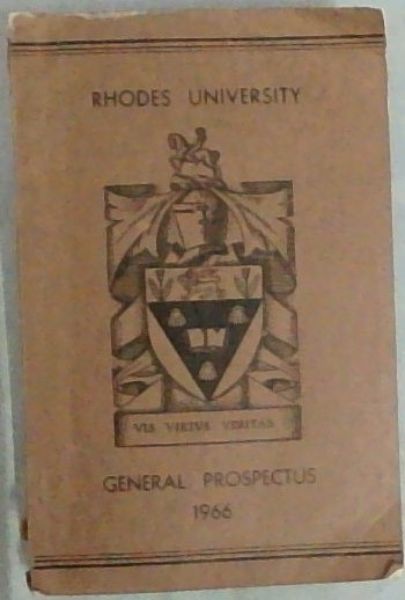 RHODES UNIVERSITY
VIS VIRTUS VERITAS
GENERAL PROSPECTUS
1966